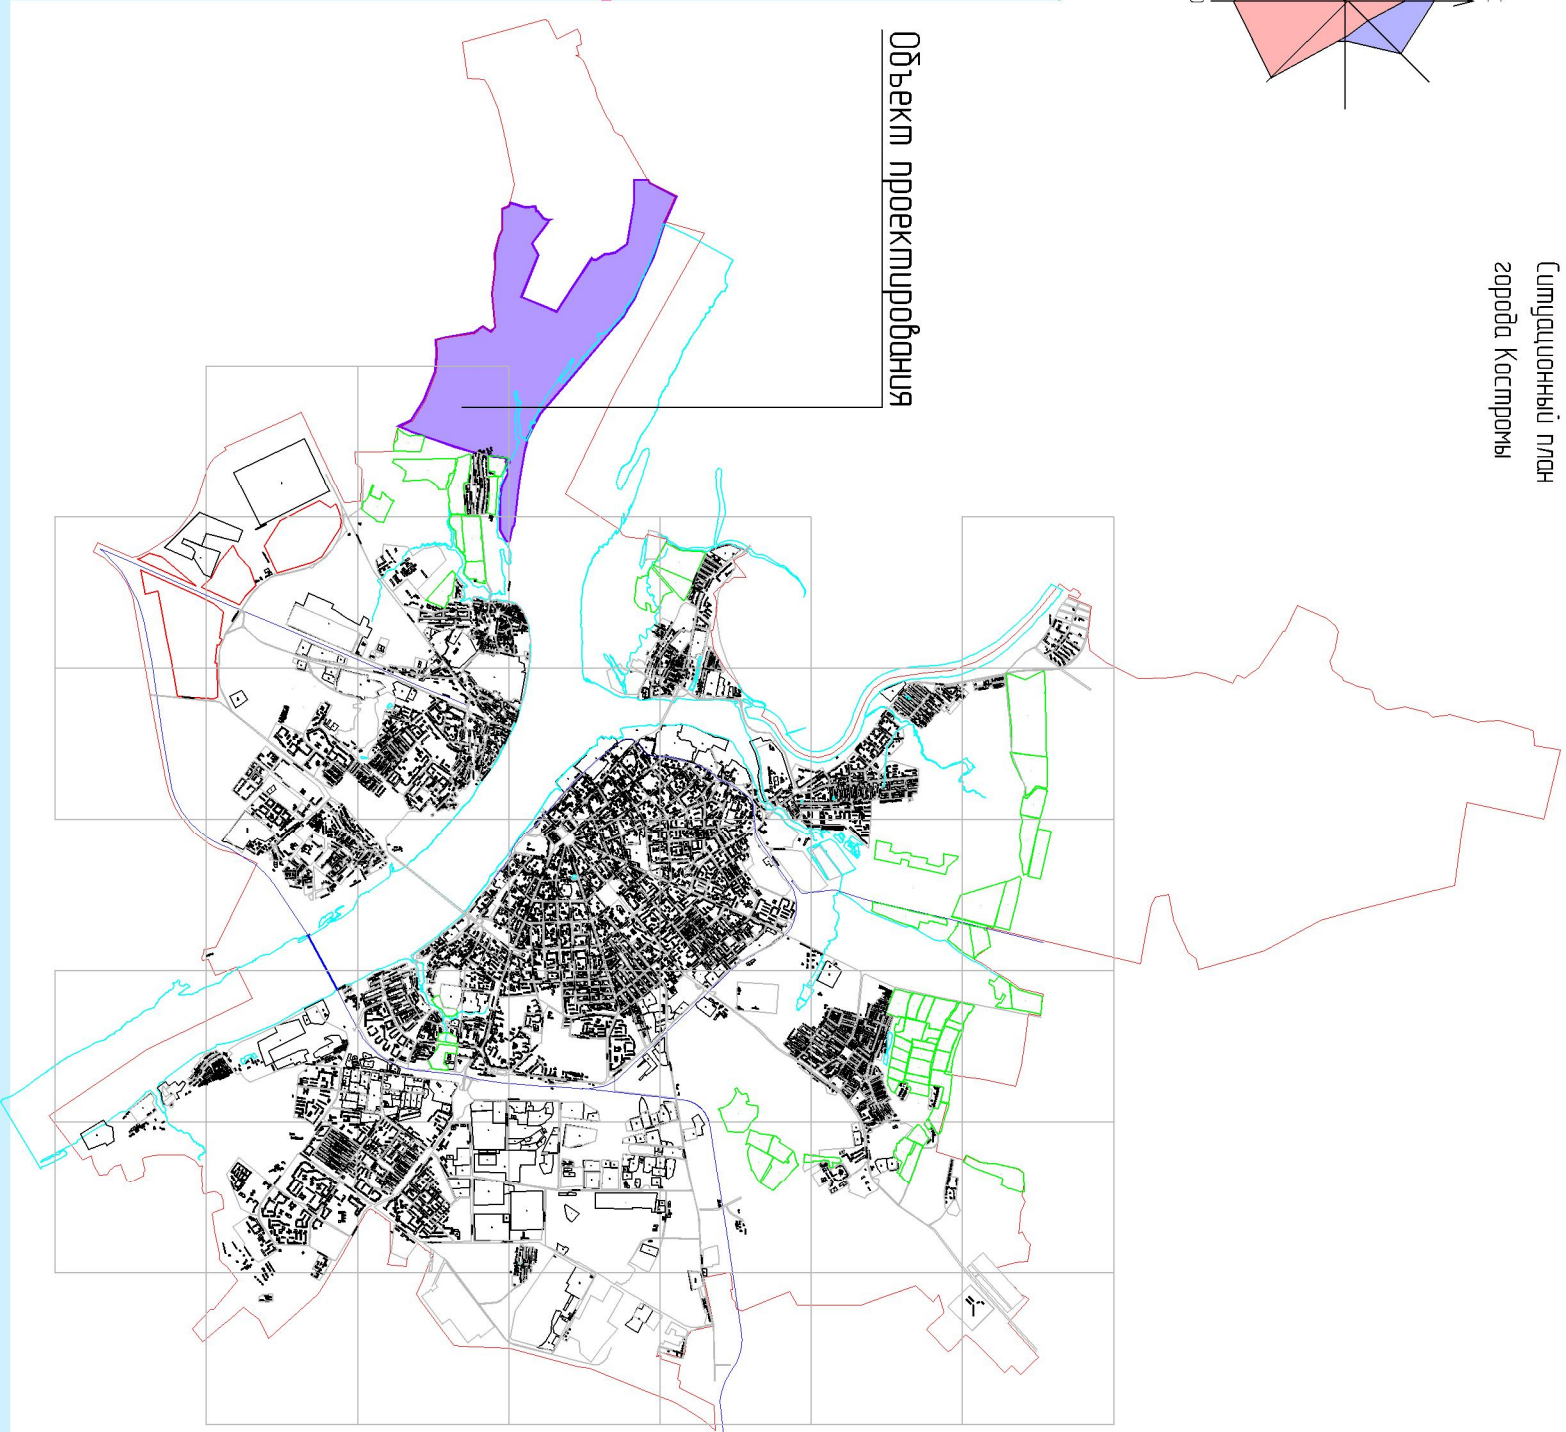 Ситуационный план
города Костромы
Объект проектирования